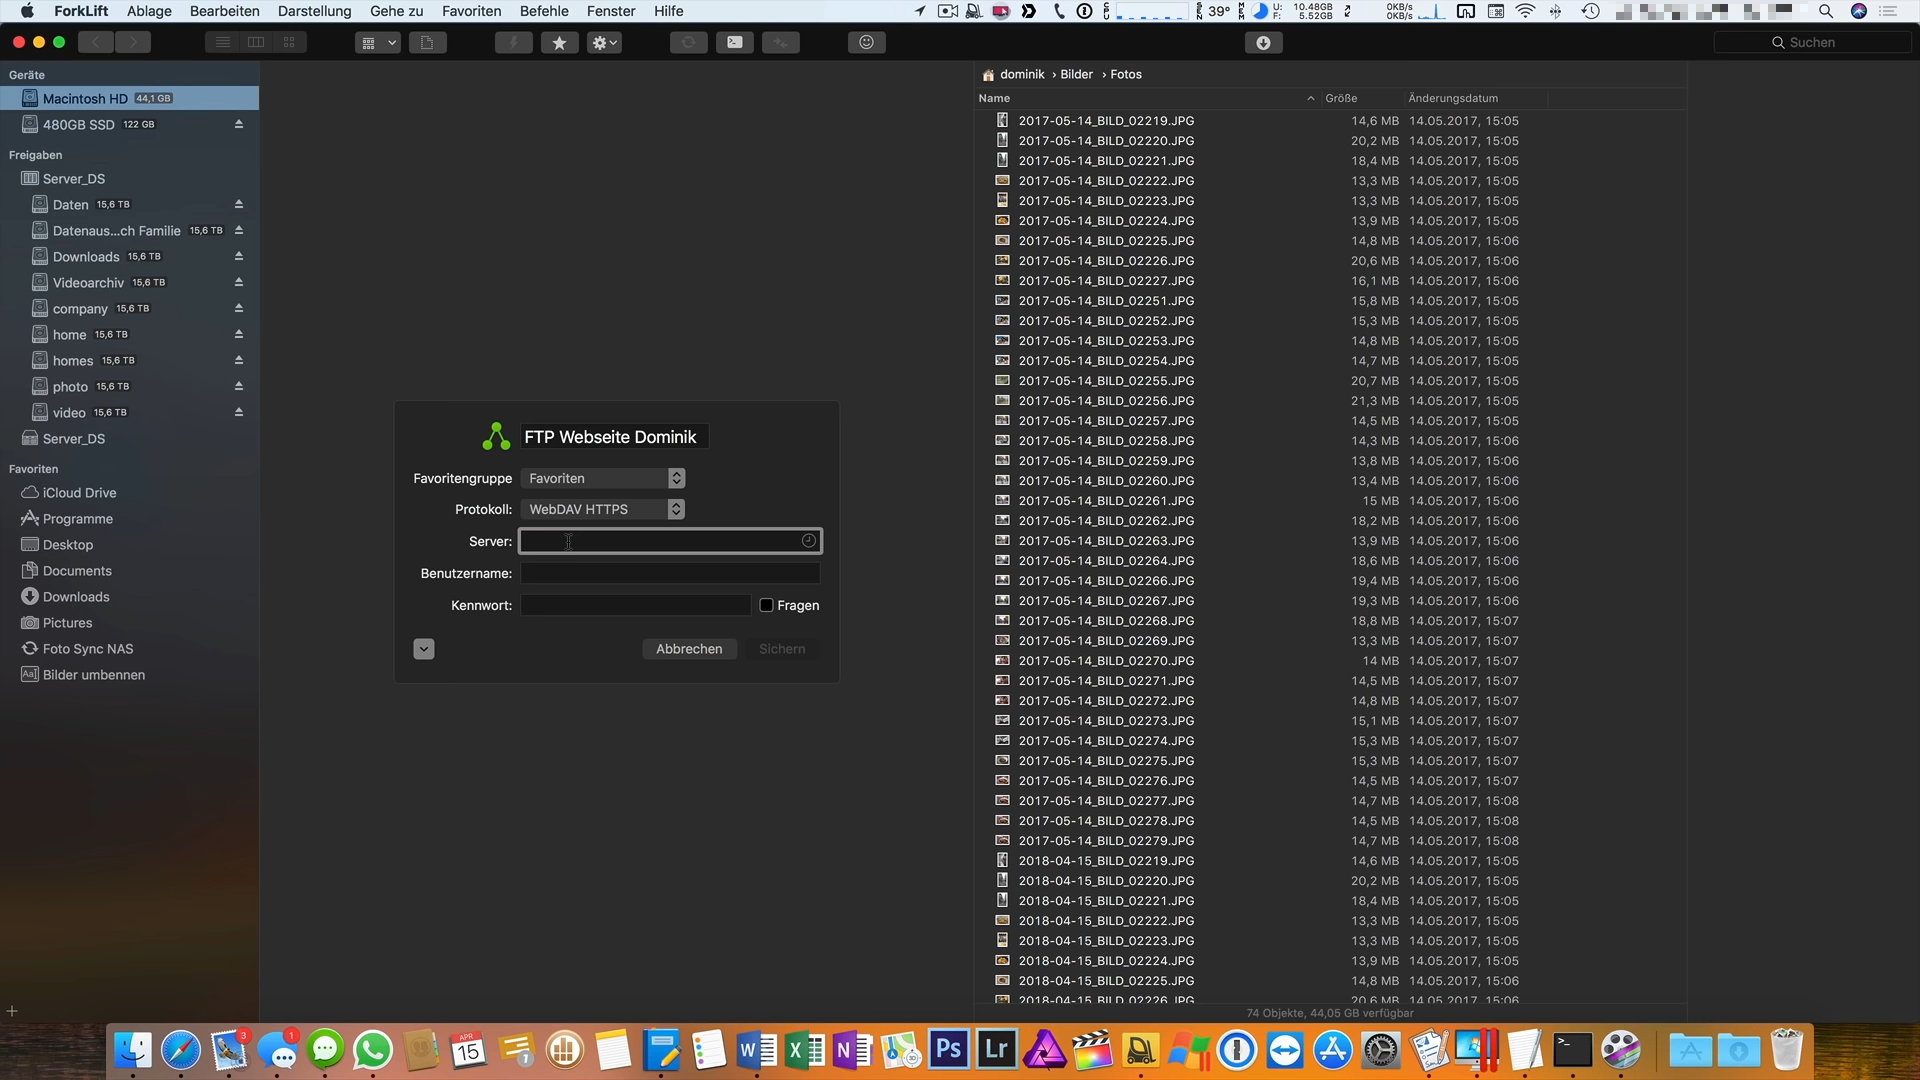 ForkLift Ablage Bearbeiten Darstellung Gehe zu Favoriten Befehle Fenster Hilfe
39° U: F: 10.48GB 5.52GB 0KB/s 0KB/s
Suchen
Geräte
Macintosh HD 44,1 GB
480GB SSD 122 GB
Freigaben
Server_DS
Daten 15,6 TB
Datenaus...ch Familie 15,6 TB
Downloads 15,6 TB
Videoarchiv 15,6 TB
company 15,6 TB
home 15,6 TB
homes 15,6 TB
photo 15,6 TB
video 15,6 TB
Server_DS
Favoriten
iCloud Drive
Programme
Desktop
Documents
Downloads
Pictures
Foto Sync NAS
Bilder umbennen
FTP Webseite Dominik
Favoritengruppe Favoriten
Protokoll: WebDAV HTTPS
Server:
Benutzername:
Kennwort: Fragen
Abbrechen Sichern
dominik › Bilder › Fotos
Name Größe Änderungsdatum
2017-05-14_BILD_02219.JPG 14,6 MB 14.05.2017, 15:05
2017-05-14_BILD_02220.JPG 20,2 MB 14.05.2017, 15:05
2017-05-14_BILD_02221.JPG 18,4 MB 14.05.2017, 15:05
2017-05-14_BILD_02222.JPG 13,3 MB 14.05.2017, 15:05
2017-05-14_BILD_02223.JPG 13,3 MB 14.05.2017, 15:05
2017-05-14_BILD_02224.JPG 13,9 MB 14.05.2017, 15:05
2017-05-14_BILD_02225.JPG 14,8 MB 14.05.2017, 15:06
2017-05-14_BILD_02226.JPG 20,6 MB 14.05.2017, 15:06
2017-05-14_BILD_02227.JPG 16,1 MB 14.05.2017, 15:06
2017-05-14_BILD_02251.JPG 15,8 MB 14.05.2017, 15:05
2017-05-14_BILD_02252.JPG 15,3 MB 14.05.2017, 15:05
2017-05-14_BILD_02253.JPG 14,8 MB 14.05.2017, 15:05
2017-05-14_BILD_02254.JPG 14,7 MB 14.05.2017, 15:05
2017-05-14_BILD_02255.JPG 20,7 MB 14.05.2017, 15:05
2017-05-14_BILD_02256.JPG 21,3 MB 14.05.2017, 15:05
2017-05-14_BILD_02257.JPG 14,5 MB 14.05.2017, 15:06
2017-05-14_BILD_02258.JPG 14,3 MB 14.05.2017, 15:06
2017-05-14_BILD_02259.JPG 13,8 MB 14.05.2017, 15:06
2017-05-14_BILD_02260.JPG 13,4 MB 14.05.2017, 15:06
2017-05-14_BILD_02261.JPG 15 MB 14.05.2017, 15:06
2017-05-14_BILD_02262.JPG 18,2 MB 14.05.2017, 15:06
2017-05-14_BILD_02263.JPG 13,9 MB 14.05.2017, 15:06
2017-05-14_BILD_02264.JPG 18,6 MB 14.05.2017, 15:06
2017-05-14_BILD_02266.JPG 19,4 MB 14.05.2017, 15:06
2017-05-14_BILD_02267.JPG 19,3 MB 14.05.2017, 15:06
2017-05-14_BILD_02268.JPG 18,8 MB 14.05.2017, 15:07
2017-05-14_BILD_02269.JPG 13,3 MB 14.05.2017, 15:07
2017-05-14_BILD_02270.JPG 14 MB 14.05.2017, 15:07
2017-05-14_BILD_02271.JPG 14,5 MB 14.05.2017, 15:07
2017-05-14_BILD_02272.JPG 14,8 MB 14.05.2017, 15:07
2017-05-14_BILD_02273.JPG 15,1 MB 14.05.2017, 15:07
2017-05-14_BILD_02274.JPG 15,3 MB 14.05.2017, 15:07
2017-05-14_BILD_02275.JPG 15,3 MB 14.05.2017, 15:07
2017-05-14_BILD_02276.JPG 14,5 MB 14.05.2017, 15:07
2017-05-14_BILD_02277.JPG 14,7 MB 14.05.2017, 15:08
2017-05-14_BILD_02278.JPG 14,5 MB 14.05.2017, 15:08
2017-05-14_BILD_02279.JPG 14,7 MB 14.05.2017, 15:08
2018-04-15_BILD_02219.JPG 14,6 MB 14.05.2017, 15:05
2018-04-15_BILD_02220.JPG 20,2 MB 14.05.2017, 15:05
2018-04-15_BILD_02221.JPG 18,4 MB 14.05.2017, 15:05
2018-04-15_BILD_02222.JPG 13,3 MB 14.05.2017, 15:05
2018-04-15_BILD_02223.JPG 13,3 MB 14.05.2017, 15:05
2018-04-15_BILD_02224.JPG 13,9 MB 14.05.2017, 15:05
2018-04-15_BILD_02225.JPG 14,8 MB 14.05.2017, 15:06
2018-04-15_BILD_02226.JPG 20,6 MB 14.05.2017, 15:06
74 Objekte, 44,05 GB verfügbar
3 1 APR 15 1 W X N Ps Lr